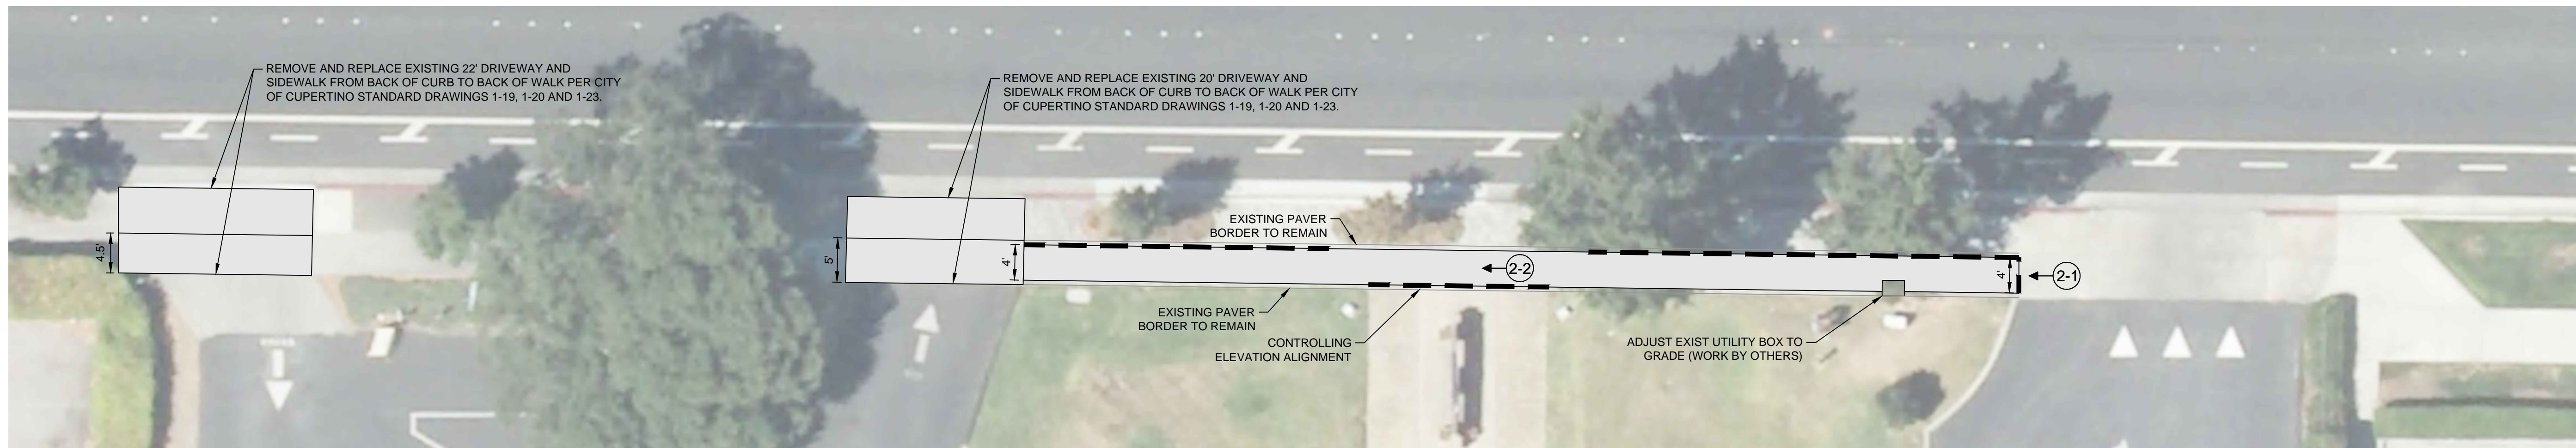 REMOVE AND REPLACE EXISTING 22' DRIVEWAY AND
SIDEWALK FROM BACK OF CURB TO BACK OF WALK PER CITY
OF CUPERTINO STANDARD DRAWINGS 1-19, 1-20 AND 1-23.
REMOVE AND REPLACE EXISTING 20' DRIVEWAY AND
SIDEWALK FROM BACK OF CURB TO BACK OF WALK PER CITY
OF CUPERTINO STANDARD DRAWINGS 1-19, 1-20 AND 1-23.
4.5'
5'
4'
EXISTING PAVER
BORDER TO REMAIN
2-2
4'
2-1
EXISTING PAVER
BORDER TO REMAIN
CONTROLLING
ELEVATION ALIGNMENT
ADJUST EXIST UTILITY BOX TO
GRADE (WORK BY OTHERS)